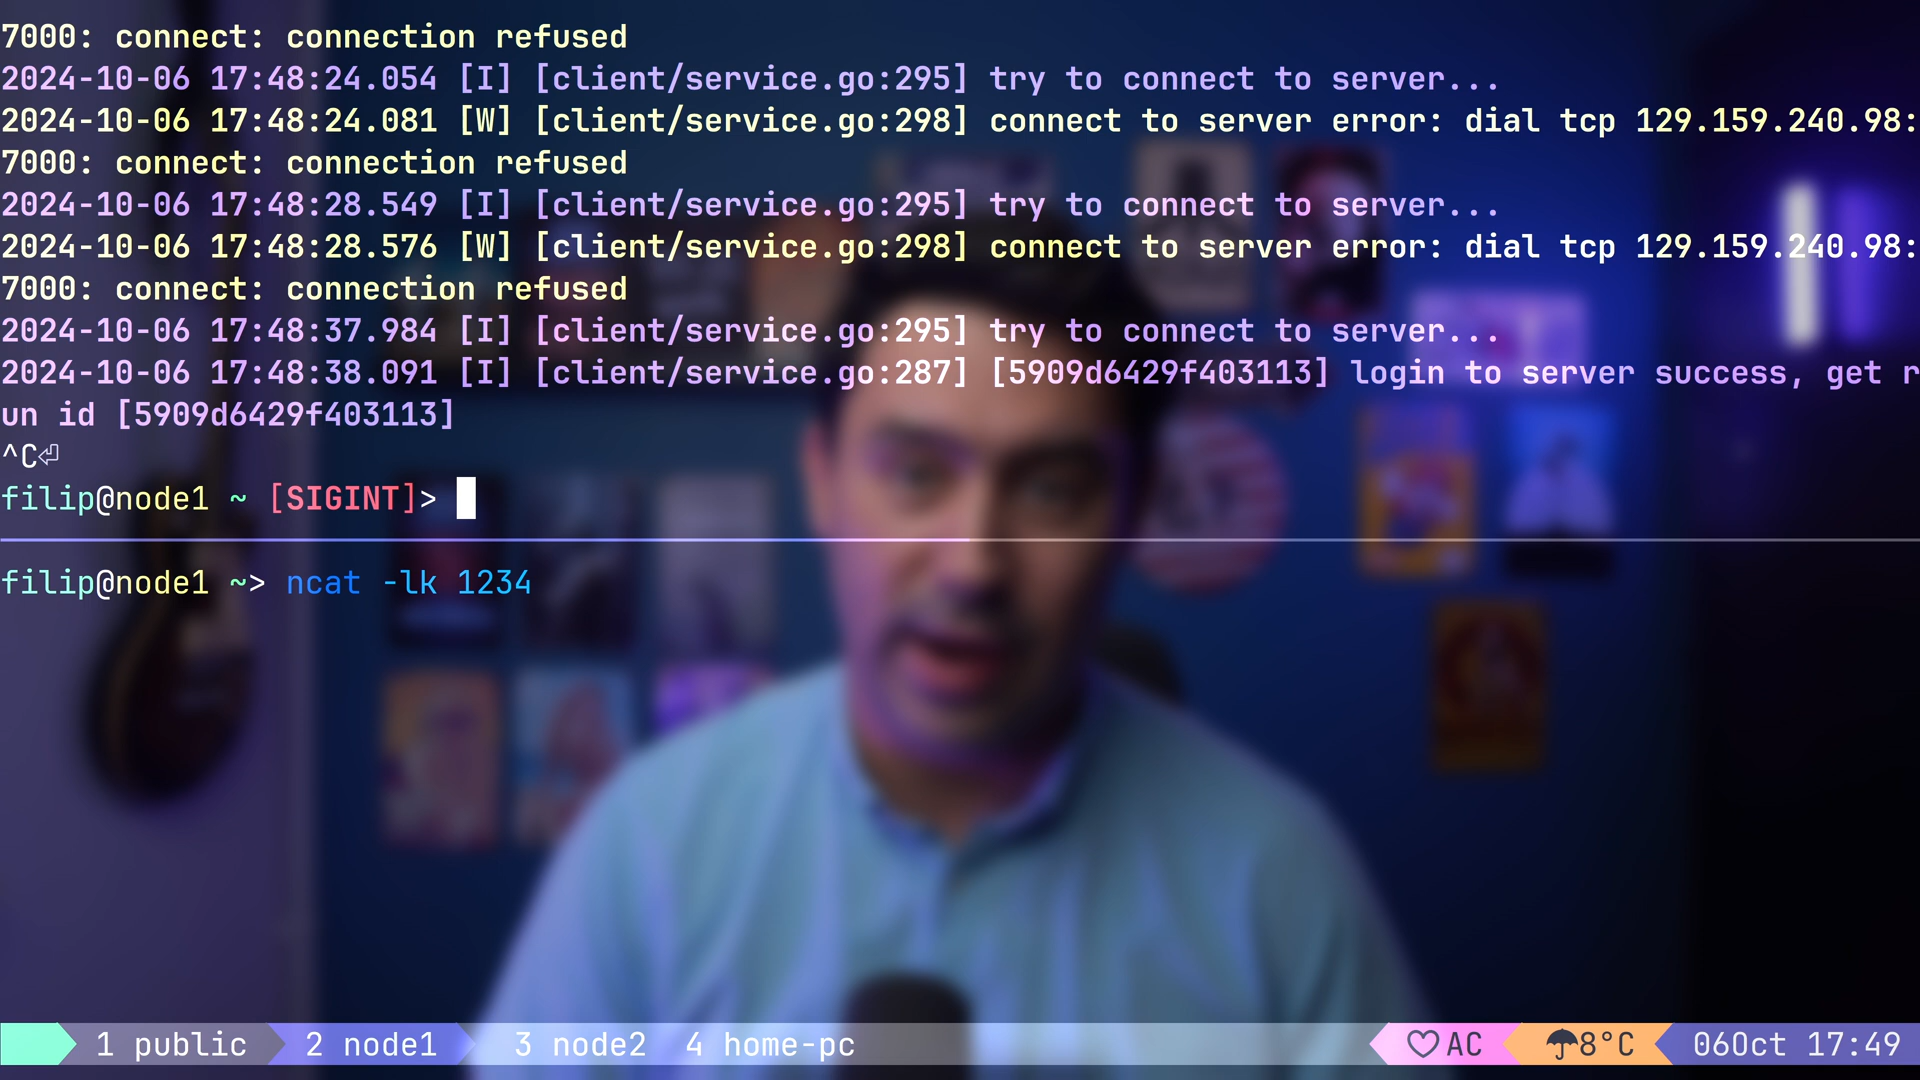 7000: connect: connection refused
2024-10-06 17:48:24.054 [I] [client/service.go:295] try to connect to server...
2024-10-06 17:48:24.081 [W] [client/service.go:298] connect to server error: dial tcp 129.159.240.98:
7000: connect: connection refused
2024-10-06 17:48:28.549 [I] [client/service.go:295] try to connect to server...
2024-10-06 17:48:28.576 [W] [client/service.go:298] connect to server error: dial tcp 129.159.240.98:
7000: connect: connection refused
2024-10-06 17:48:37.984 [I] [client/service.go:295] try to connect to server...
2024-10-06 17:48:38.091 [I] [client/service.go:287] [5909d6429f403113] login to server success, get r
un id [5909d6429f403113]
^C⏎
filip@node1 ~ [SIGINT]>
filip@node1 ~> ncat -lk 1234
1 public 2 node1 3 node2 4 home-pc ♡ AC ☂8°C 06Oct 17:49